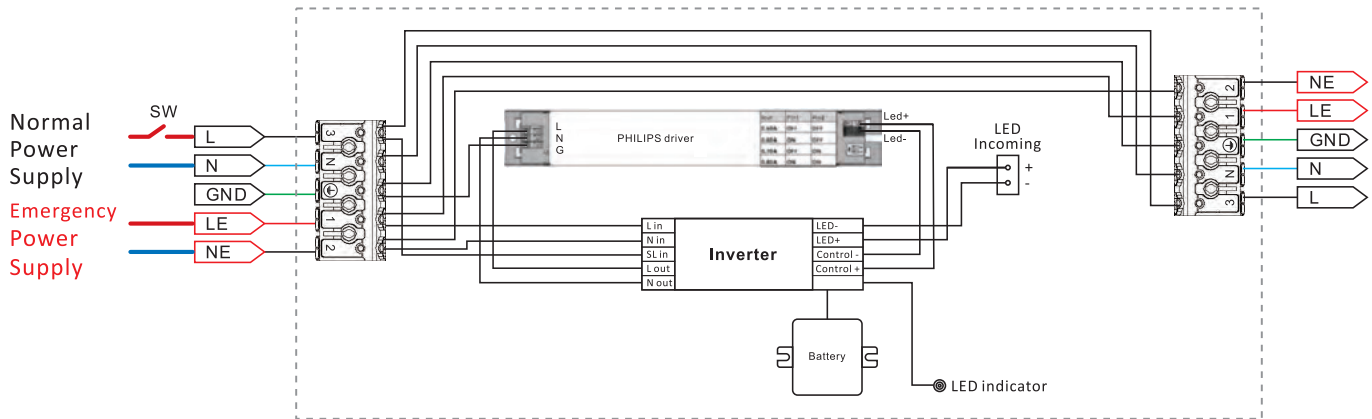 Normal
Power
Supply
SW
L
N
GND
Emergency
Power
Supply
LE
NE
3
N
1
2
L
N
G
PHILIPS driver
Led+
Led-
LED
Incoming
+
-
L in
N in
SL in
L out
N out
Inverter
LED-
LED+
Control -
Control +
Battery
LED indicator
2
1
N
3
NE
LE
GND
N
L